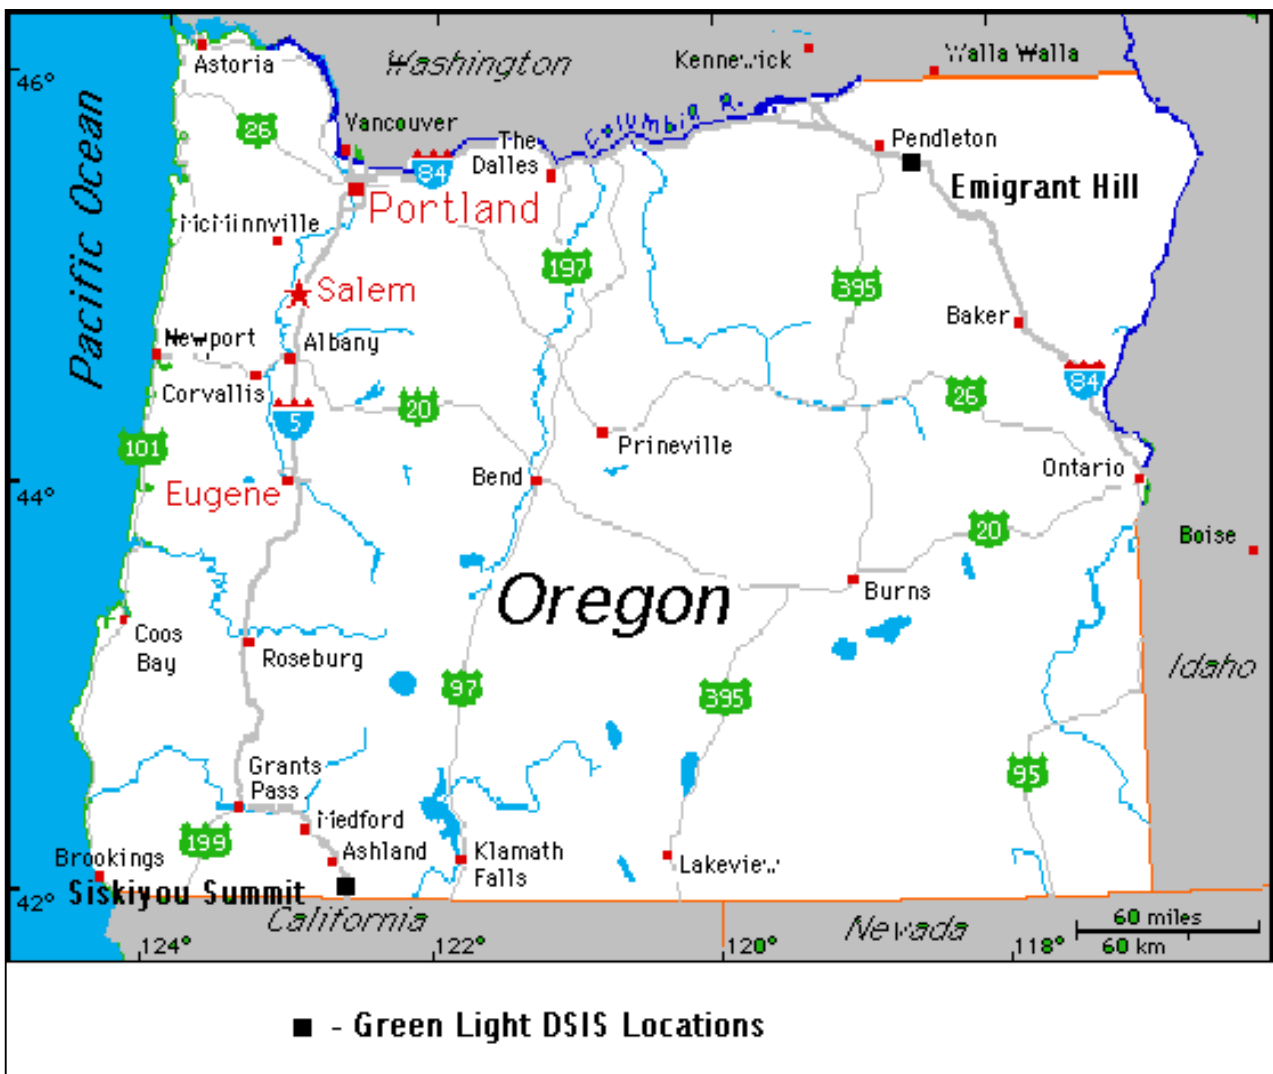 Astoria
Washington
Kennewick
Walla Walla
46°
Pacific Ocean
26
Vancouver
84
The
Dalles
Columbia R.
Pendleton
Emigrant Hill
Portland
McMinnville
197
395
Salem
Baker
Newport
Albany
84
Corvallis
5
20
26
101
Prineville
Ontario
Bend
44°
Eugene
20
Boise
Oregon
Burns
Coos
Bay
Roseburg
Idaho
97
395
Grants
Pass
95
Medford
199
Ashland
Klamath
Falls
Lakeview
Brookings
Siskiyou Summit
42°
California
Nevada
60 miles
60 km
124°
122°
120°
118°
■ - Green Light DSIS Locations